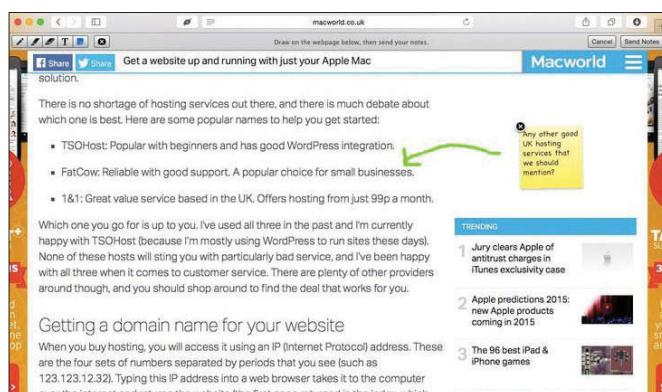 macworld.co.uk
T
Draw on the webpage below, then send your notes.
Cancel
Send Notes
Share
Share
Get a website up and running with just your Apple Mac
Macworld
solution.
There is no shortage of hosting services out there, and there is much debate about
which one is best. Here are some popular names to help you get started:
TSOHost: Popular with beginners and has good WordPress integration.
FatCow: Reliable with good support. A popular choice for small businesses.
1&1: Great value service based in the UK. Offers hosting from just 99p a month.
Any other good
UK hosting
services that
we should
mention?
Which one you go for is up to you. I've used all three in the past and I'm currently
happy with TSOHost (because I'm mostly using WordPress to run sites these days).
None of these hosts will sting you with particularly bad service, and I've been happy
with all three when it comes to customer service. There are plenty of other providers
around though, and you should shop around to find the deal that works for you.
Getting a domain name for your website
When you buy hosting, you will access it using an IP (Internet Protocol) address. These
are the four sets of numbers separated by periods that you see (such as
123.123.12.32). Typing this IP address into a web browser takes it to the computer
TRENDING
1 Jury clears Apple of
antitrust charges in
iTunes exclusivity case
2 Apple predictions 2015:
new Apple products
coming in 2015
3 The 96 best iPad &
iPhone games